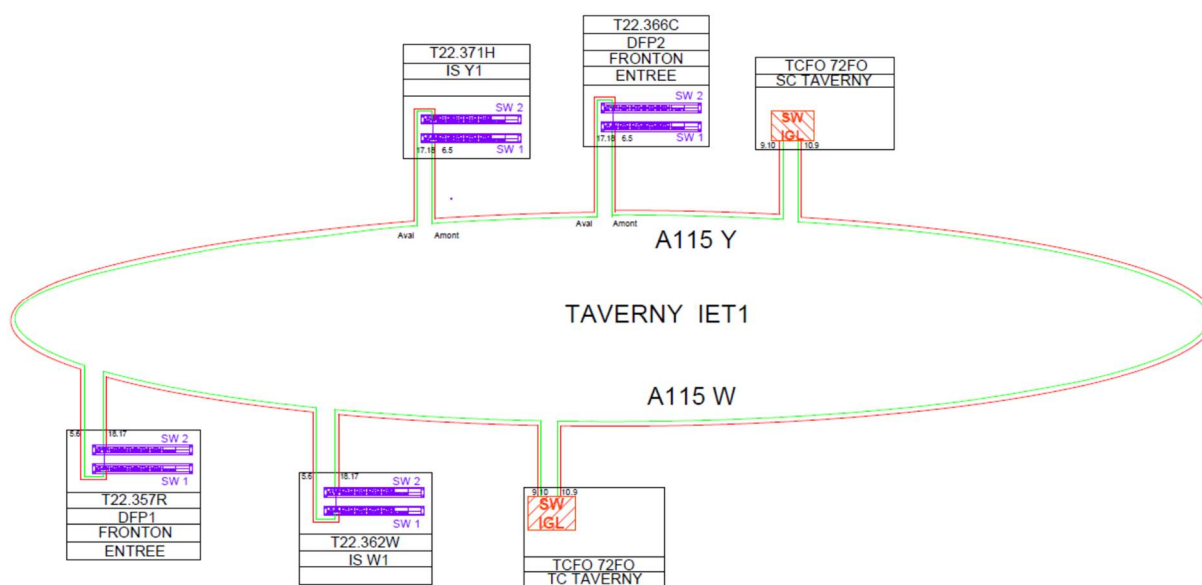 T22.371H
IS Y1
SW 2
SW 1
17.18 6.5
T22.366C
DFP2
FRONTON
ENTREE
SW 2
SW 1
17.18 6.5
TCFO 72FO
SC TAVERNY
SW
IGL
9.10 10.9
Aval Amont
Aval Amont
A115 Y
TAVERNY IET1
A115 W
5.6 18.17
SW 2
SW 1
T22.357R
DFP1
FRONTON
ENTREE
5.6 18.17
SW 2
SW 1
T22.362W
IS W1
9.10 10.9
SW
IGL
TCFO 72FO
TC TAVERNY